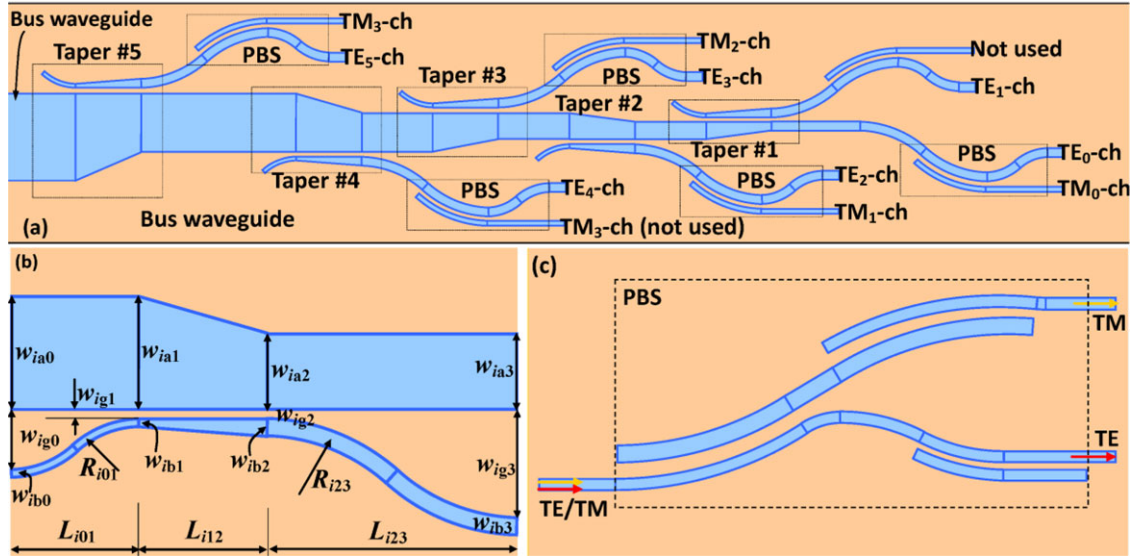 Bus waveguide
Taper #5
TM3-ch
PBS
TE5-ch
Taper #3
TM2-ch
PBS
TE3-ch
Taper #2
Not used
TE1-ch
Taper #1
Taper #4
PBS
TE4-ch
TM3-ch (not used)
PBS
TE2-ch
TM1-ch
PBS
TE0-ch
TM0-ch
Bus waveguide
(a)
(b)
wia0
wia1
wia2
wia3
wig1
wig0
wig2
wig3
wib0
Ri01
wib1
wib2
Ri23
wib3
Li01
Li12
Li23
(c)
PBS
TM
TE
TE/TM